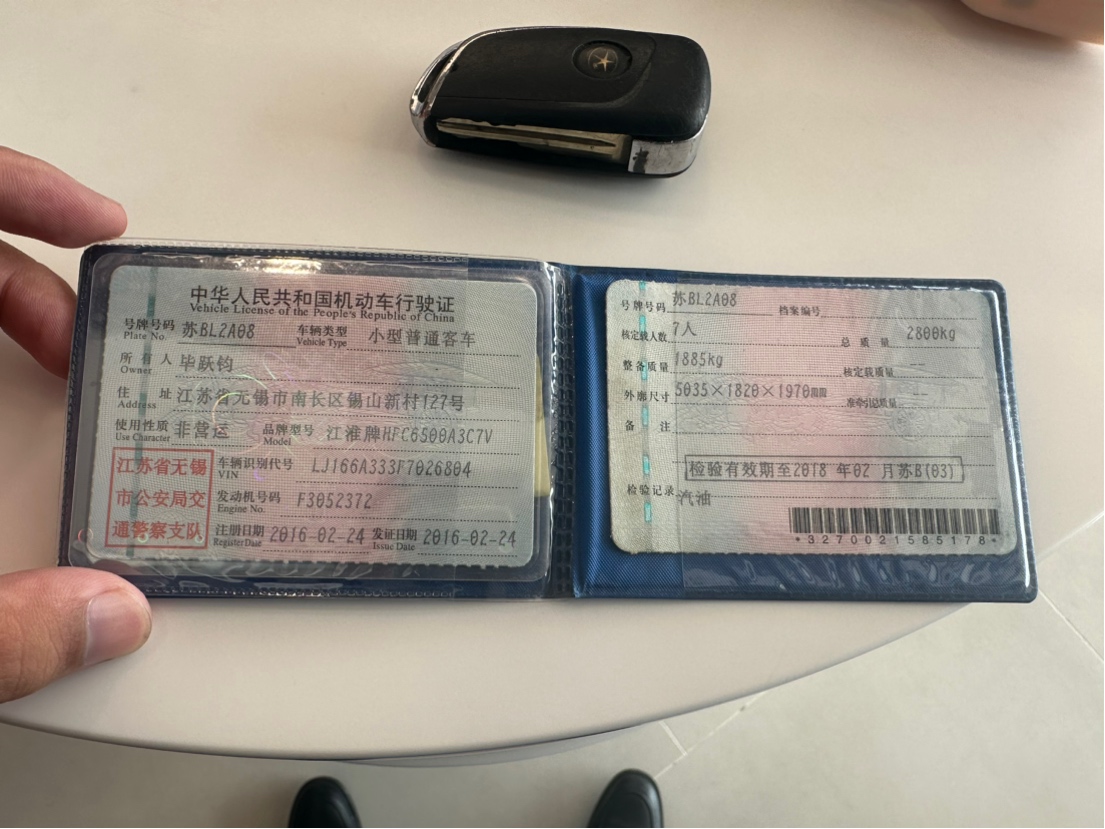 中华人民共和国机动车行驶证
Vehicle License of the People's Republic of China
号牌号码 苏BL2A08 车辆类型 小型普通客车
Plate No. Vehicle Type
所有人 毕跃钧
Owner
住址 江苏省无锡市南长区锡山新村127号
Address
使用性质 非营运 品牌型号 江淮牌HFC6500A3C7V
Use Character Model
江苏省无锡
市公安局交
通警察支队
车辆识别代号 LJ166A333F7026804
VIN
发动机号码 F3052372
Engine No.
注册日期 2016-02-24 发证日期 2016-02-24
Register Date Issue Date
号牌号码 苏BL2A08 档案编号
核定载人数 7人 总质量 2800kg
整备质量 1885kg 核定载质量 --
外廓尺寸 5035×1820×1970mm 准牵引总质量 --
备注
检验有效期至2018年02月苏B(03)
检验记录 汽油
*3270021585178*